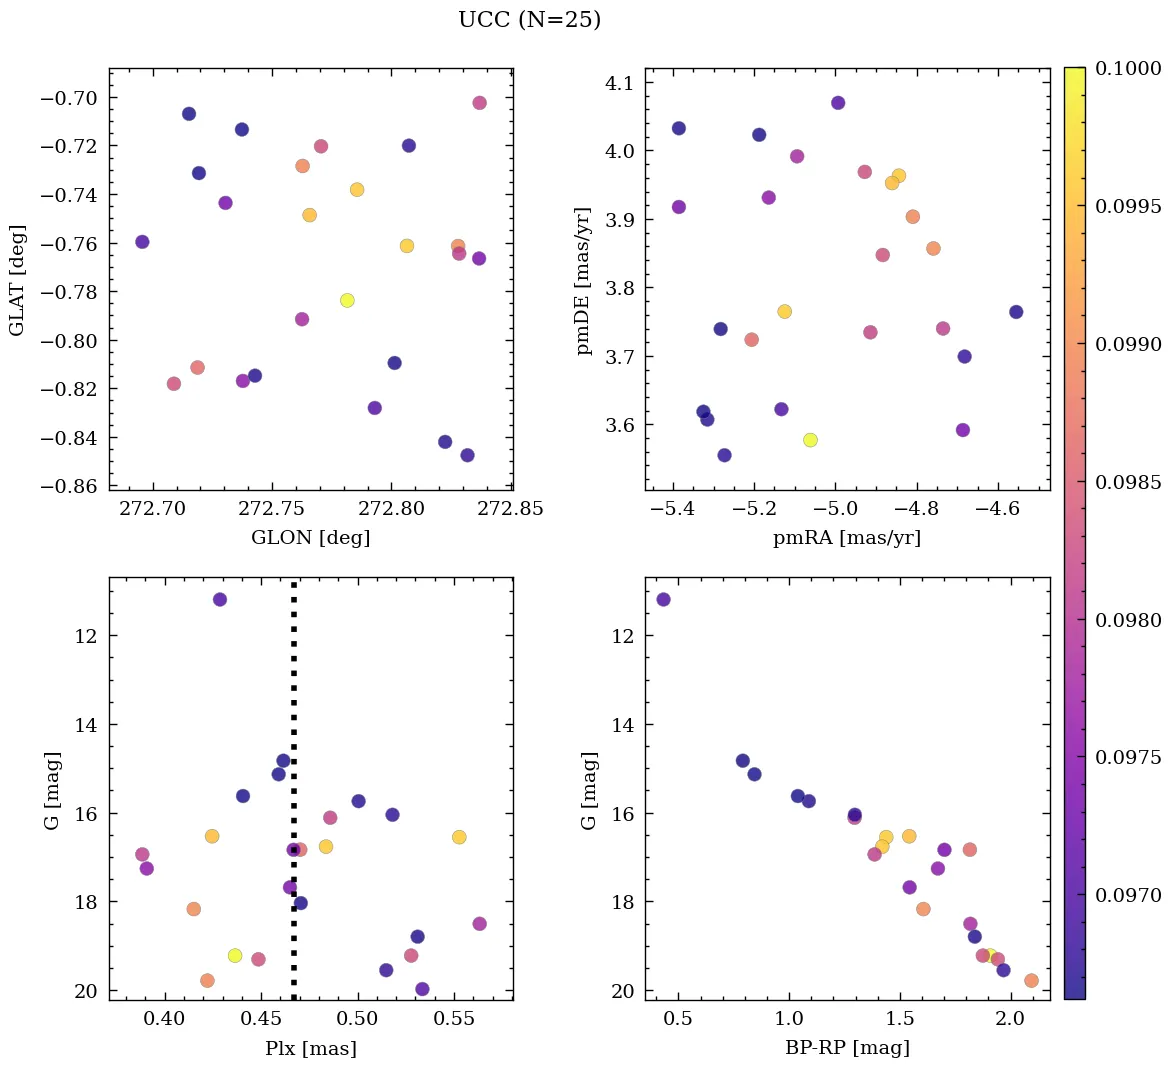 UCC (N=25)
−0.70
−0.72
−0.74
−0.76
−0.78
−0.80
−0.82
−0.84
−0.86
GLAT [deg]
272.70 272.75 272.80 272.85
GLON [deg]
4.1
4.0
3.9
3.8
3.7
3.6
pmDE [mas/yr]
−5.4 −5.2 −5.0 −4.8 −4.6
pmRA [mas/yr]
12
14
16
18
20
G [mag]
0.40 0.45 0.50 0.55
Plx [mas]
12
14
16
18
20
G [mag]
0.5 1.0 1.5 2.0
BP-RP [mag]
0.1000
0.0995
0.0990
0.0985
0.0980
0.0975
0.0970